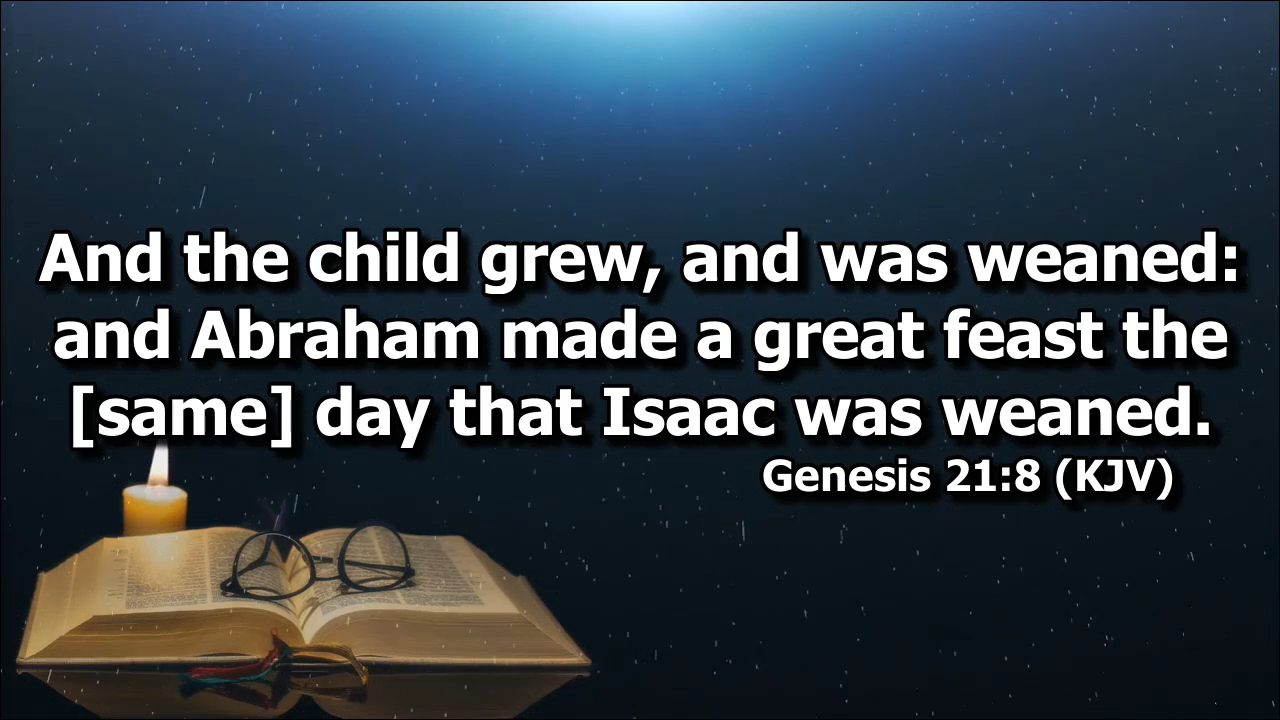 And the child grew, and was weaned:
and Abraham made a great feast the
[same] day that Isaac was weaned.
Genesis 21:8 (KJV)